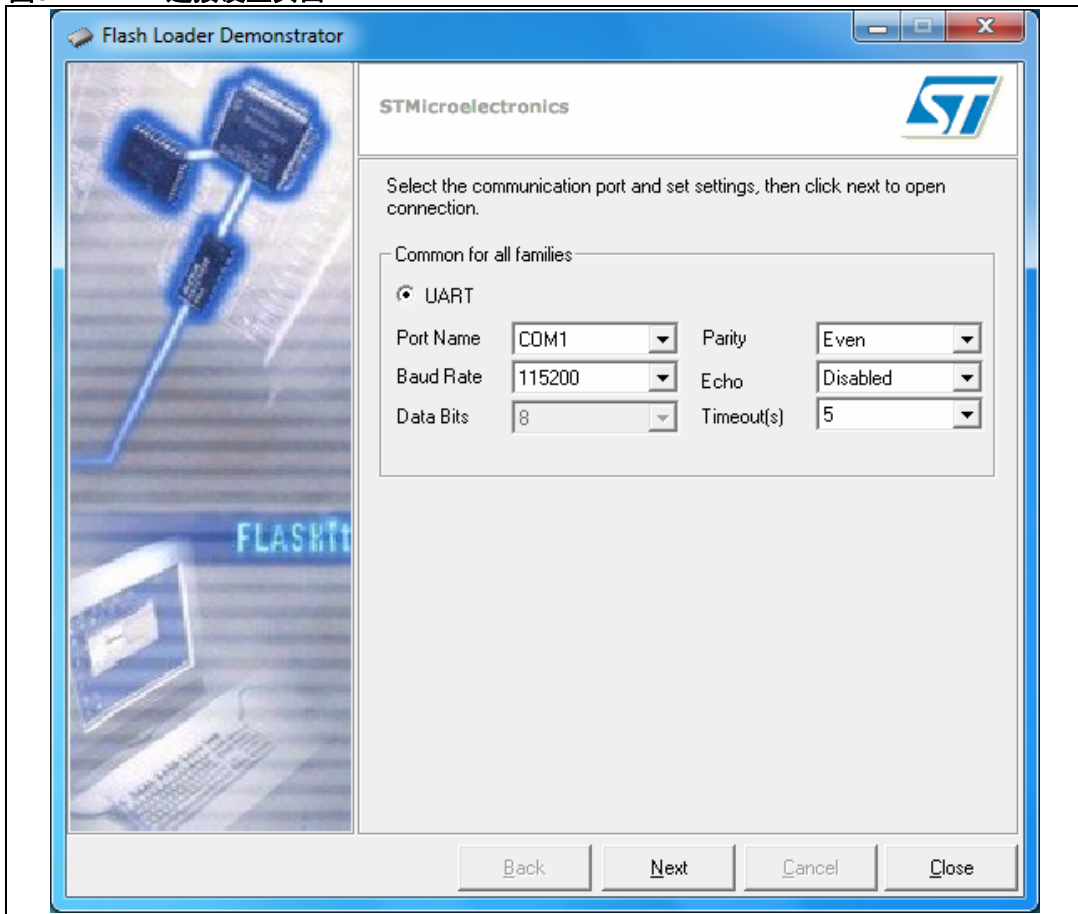 Flash Loader Demonstrator
STMicroelectronics
ST
Select the communication port and set settings, then click next to open
connection.
Common for all families
UART
Port Name COM1 Parity Even
Baud Rate 115200 Echo Disabled
Data Bits 8 Timeout(s) 5
FLASH
Back Next Cancel Close